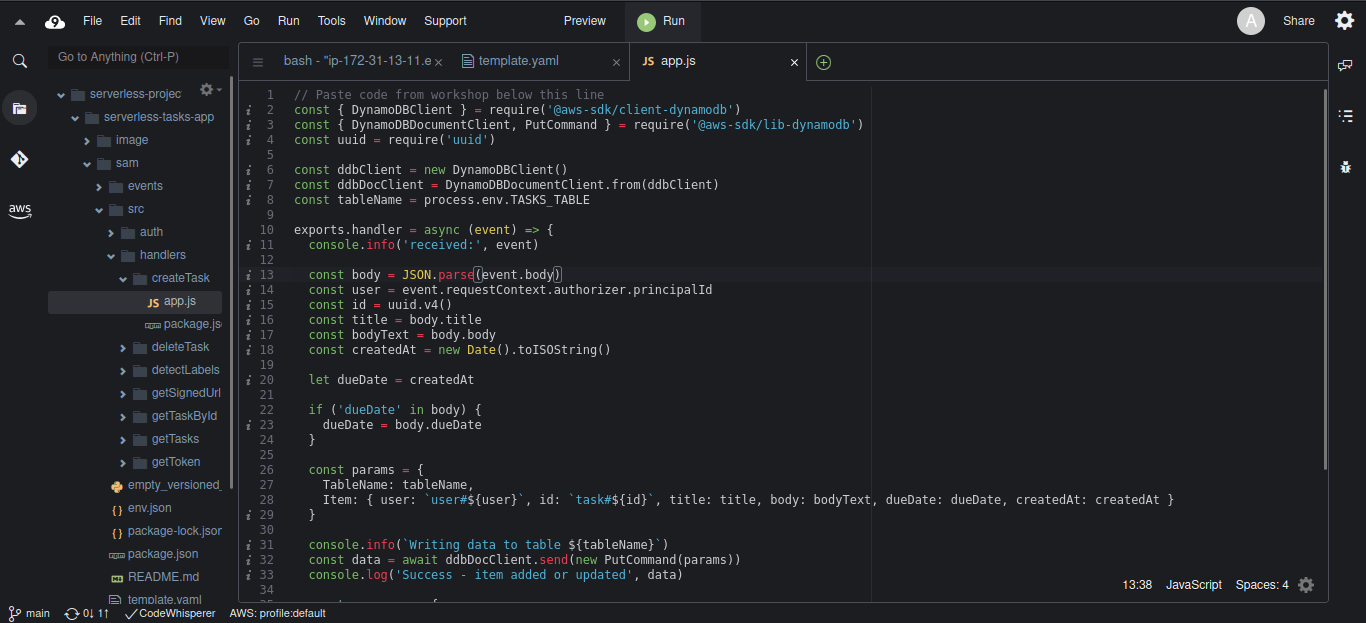 9 File Edit Find View Go Run Tools Window Support Preview Run A Share
Go to Anything (Ctrl-P)
bash - "ip-172-31-13-11.e × template.yaml × JS app.js ×
aws
serverless-projec
serverless-tasks-app
image
sam
events
src
auth
handlers
createTask
JS app.js
package.js
deleteTask
detectLabels
getSignedUrl
getTaskById
getTasks
getToken
empty_versioned_
{} env.json
{} package-lock.jsor
package.json
README.md
template.yaml
1 // Paste code from workshop below this line
i 2 const { DynamoDBClient } = require('@aws-sdk/client-dynamodb')
i 3 const { DynamoDBDocumentClient, PutCommand } = require('@aws-sdk/lib-dynamodb')
i 4 const uuid = require('uuid')
5
i 6 const ddbClient = new DynamoDBClient()
i 7 const ddbDocClient = DynamoDBDocumentClient.from(ddbClient)
i 8 const tableName = process.env.TASKS_TABLE
9
10 exports.handler = async (event) => {
i 11 console.info('received:', event)
12
i 13 const body = JSON.parse(event.body)
i 14 const user = event.requestContext.authorizer.principalId
i 15 const id = uuid.v4()
i 16 const title = body.title
i 17 const bodyText = body.body
i 18 const createdAt = new Date().toISOString()
19
i 20 let dueDate = createdAt
21
22 if ('dueDate' in body) {
i 23 dueDate = body.dueDate
24 }
25
26 const params = {
27 TableName: tableName,
28 Item: { user: `user#${user}`, id: `task#${id}`, title: title, body: bodyText, dueDate: dueDate, createdAt: createdAt }
i 29 }
30
i 31 console.info(`Writing data to table ${tableName}`)
i 32 const data = await ddbDocClient.send(new PutCommand(params))
i 33 console.log('Success - item added or updated', data)
34
13:38 JavaScript Spaces: 4
main 0↓ 1↑ CodeWhisperer AWS: profile:default